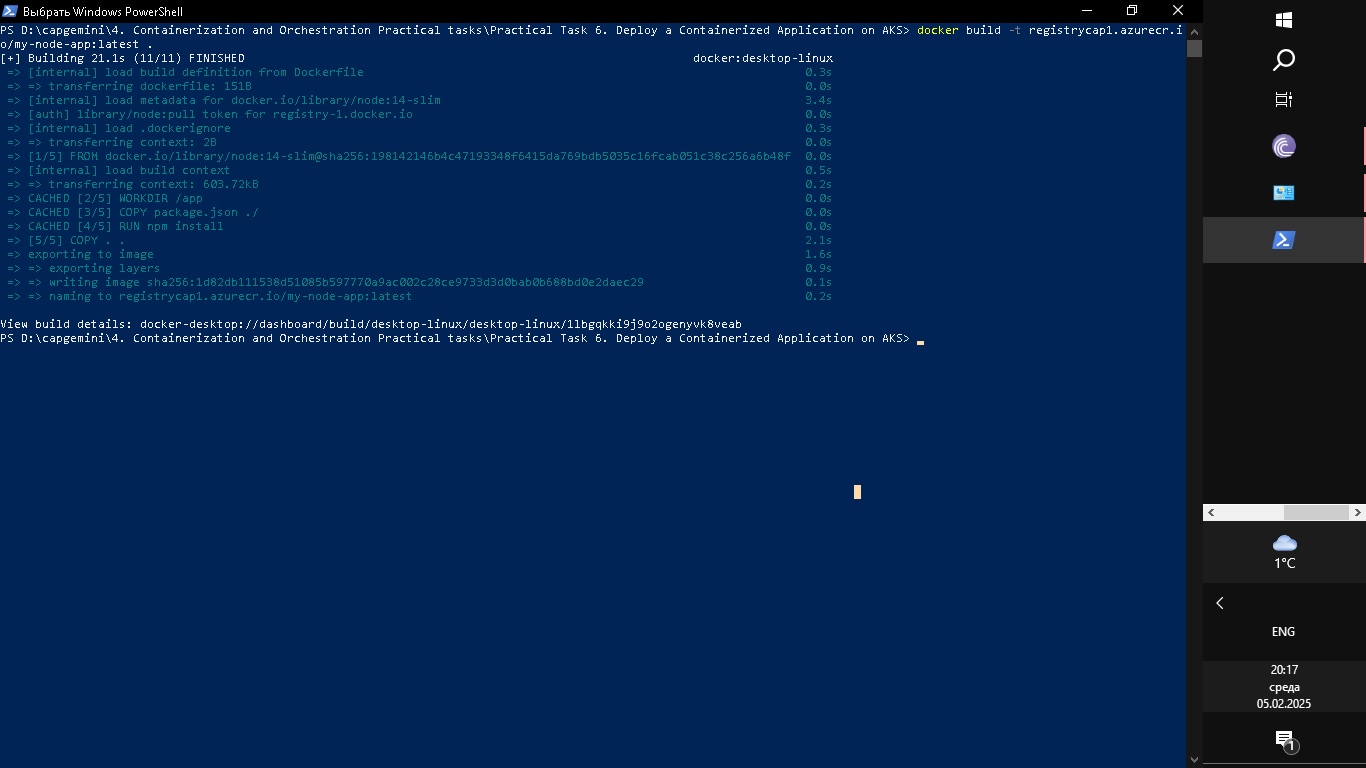 Выбрать Windows PowerShell
PS D:\capgemini\4. Containerization and Orchestration Practical tasks\Practical Task 6. Deploy a Containerized Application on AKS> docker build -t registrycap1.azurecr.i
o/my-node-app:latest .
[+] Building 21.1s (11/11) FINISHED docker:desktop-linux
=> [internal] load build definition from Dockerfile 0.3s
=> => transferring dockerfile: 151B 0.0s
=> [internal] load metadata for docker.io/library/node:14-slim 3.4s
=> [auth] library/node:pull token for registry-1.docker.io 0.0s
=> [internal] load .dockerignore 0.3s
=> => transferring context: 2B 0.0s
=> [1/5] FROM docker.io/library/node:14-slim@sha256:198142146b4c47193348f6415da769bdb5035c16fcab051c38c256a6b48f 0.0s
=> [internal] load build context 0.5s
=> => transferring context: 603.72kB 0.2s
=> CACHED [2/5] WORKDIR /app 0.0s
=> CACHED [3/5] COPY package.json ./ 0.0s
=> CACHED [4/5] RUN npm install 0.0s
=> [5/5] COPY . . 2.1s
=> exporting to image 1.6s
=> => exporting layers 0.9s
=> => writing image sha256:1d82db111538d51085b597770a9ac002c28ce9733d3d0bab0b688bd0e2daec29 0.1s
=> => naming to registrycap1.azurecr.io/my-node-app:latest 0.2s
View build details: docker-desktop://dashboard/build/desktop-linux/desktop-linux/1lbgqkki9j9o2ogenyvk8veab
PS D:\capgemini\4. Containerization and Orchestration Practical tasks\Practical Task 6. Deploy a Containerized Application on AKS>
1°C
ENG
20:17
среда
05.02.2025
1